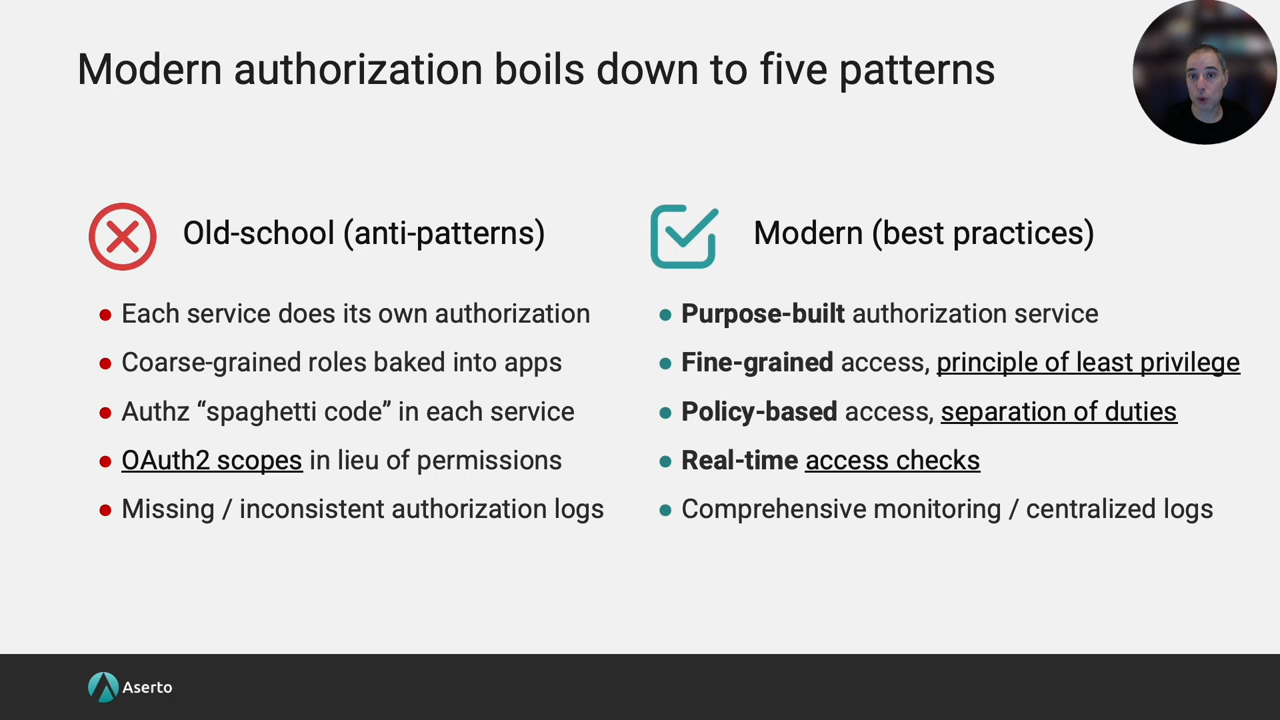 Modern authorization boils down to five patterns
Old-school (anti-patterns)
Each service does its own authorization
Coarse-grained roles baked into apps
Authz “spaghetti code” in each service
OAuth2 scopes in lieu of permissions
Missing / inconsistent authorization logs
Modern (best practices)
Purpose-built authorization service
Fine-grained access, principle of least privilege
Policy-based access, separation of duties
Real-time access checks
Comprehensive monitoring / centralized logs
Aserto